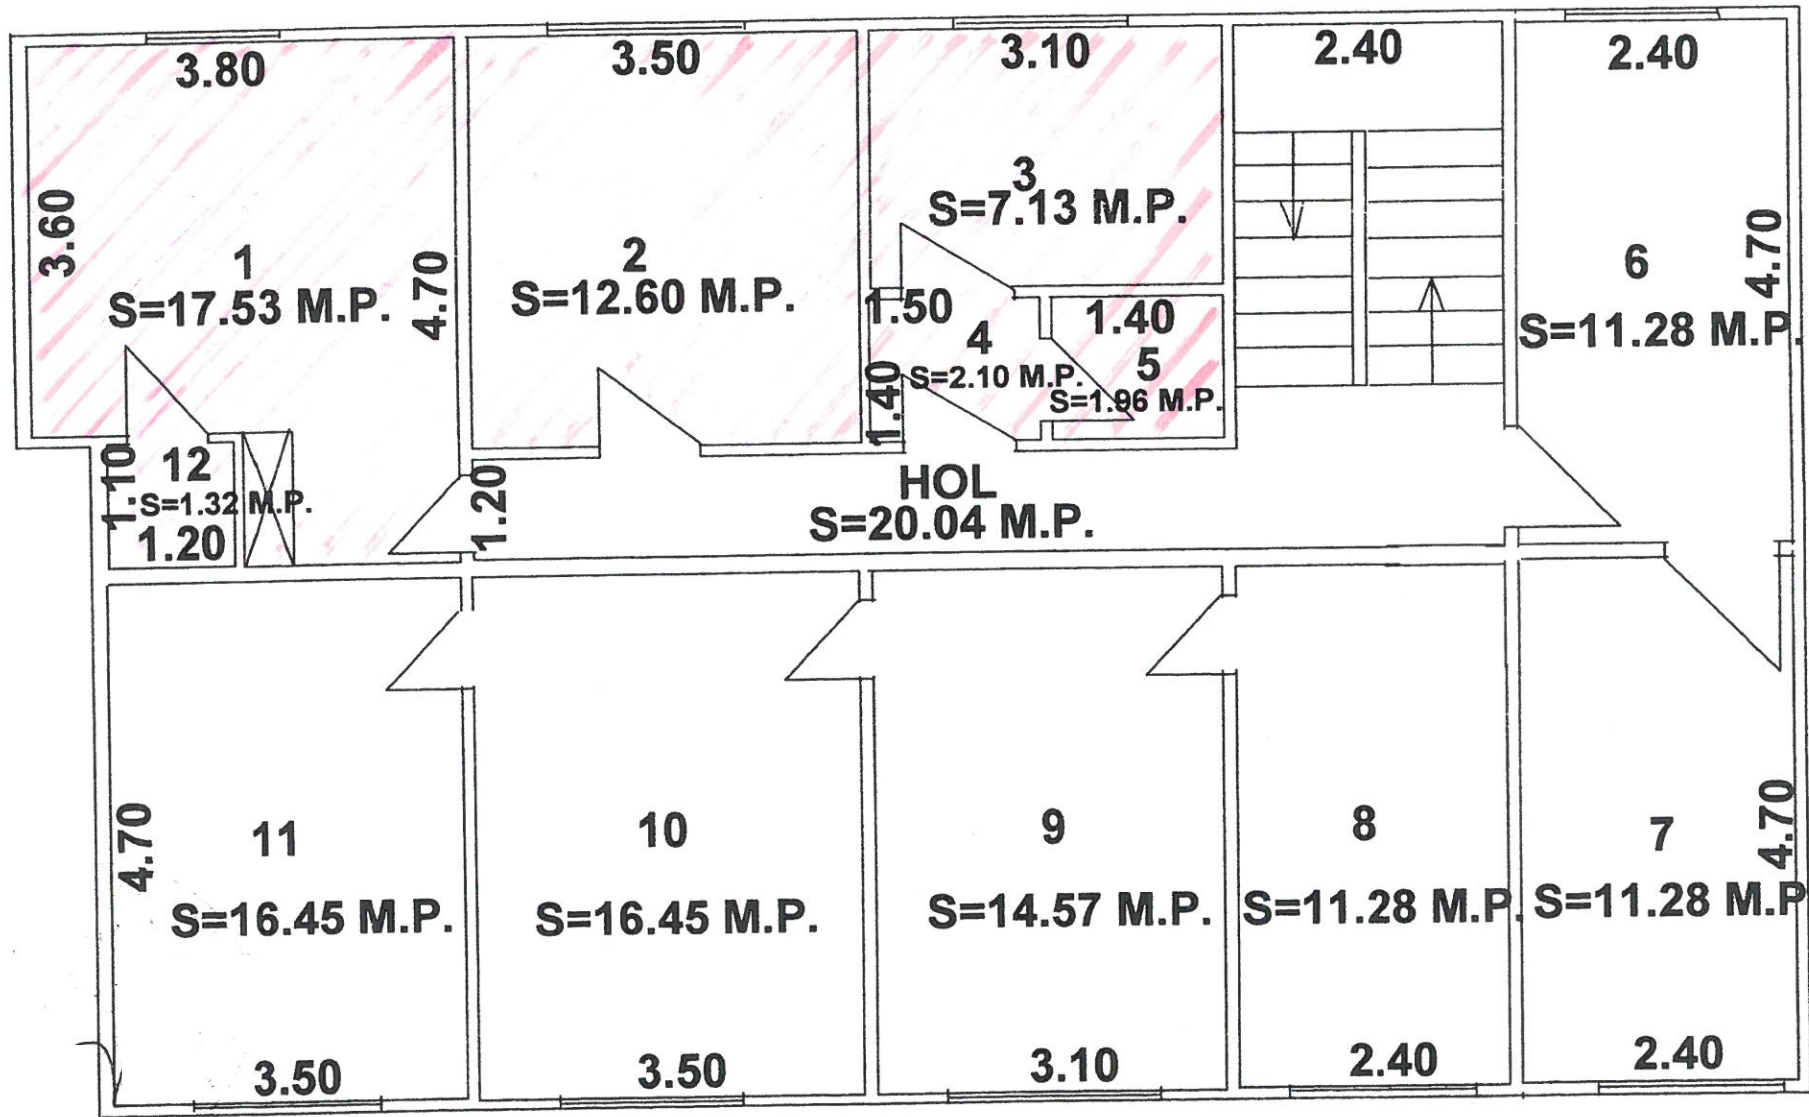 3.80
3.50
3.10
2.40
2.40
3.60
1
S=17.53 M.P.
4.70
2
S=12.60 M.P.
3
S=7.13 M.P.
6
S=11.28 M.P.
4.70
1.50
4
S=2.10 M.P.
1.40
1.40
5
S=1.96 M.P.
1.10
12
S=1.32 M.P.
1.20
1.20
HOL
S=20.04 M.P.
4.70
11
S=16.45 M.P.
3.50
10
S=16.45 M.P.
3.50
9
S=14.57 M.P.
3.10
8
S=11.28 M.P.
2.40
7
S=11.28 M.P
4.70
2.40